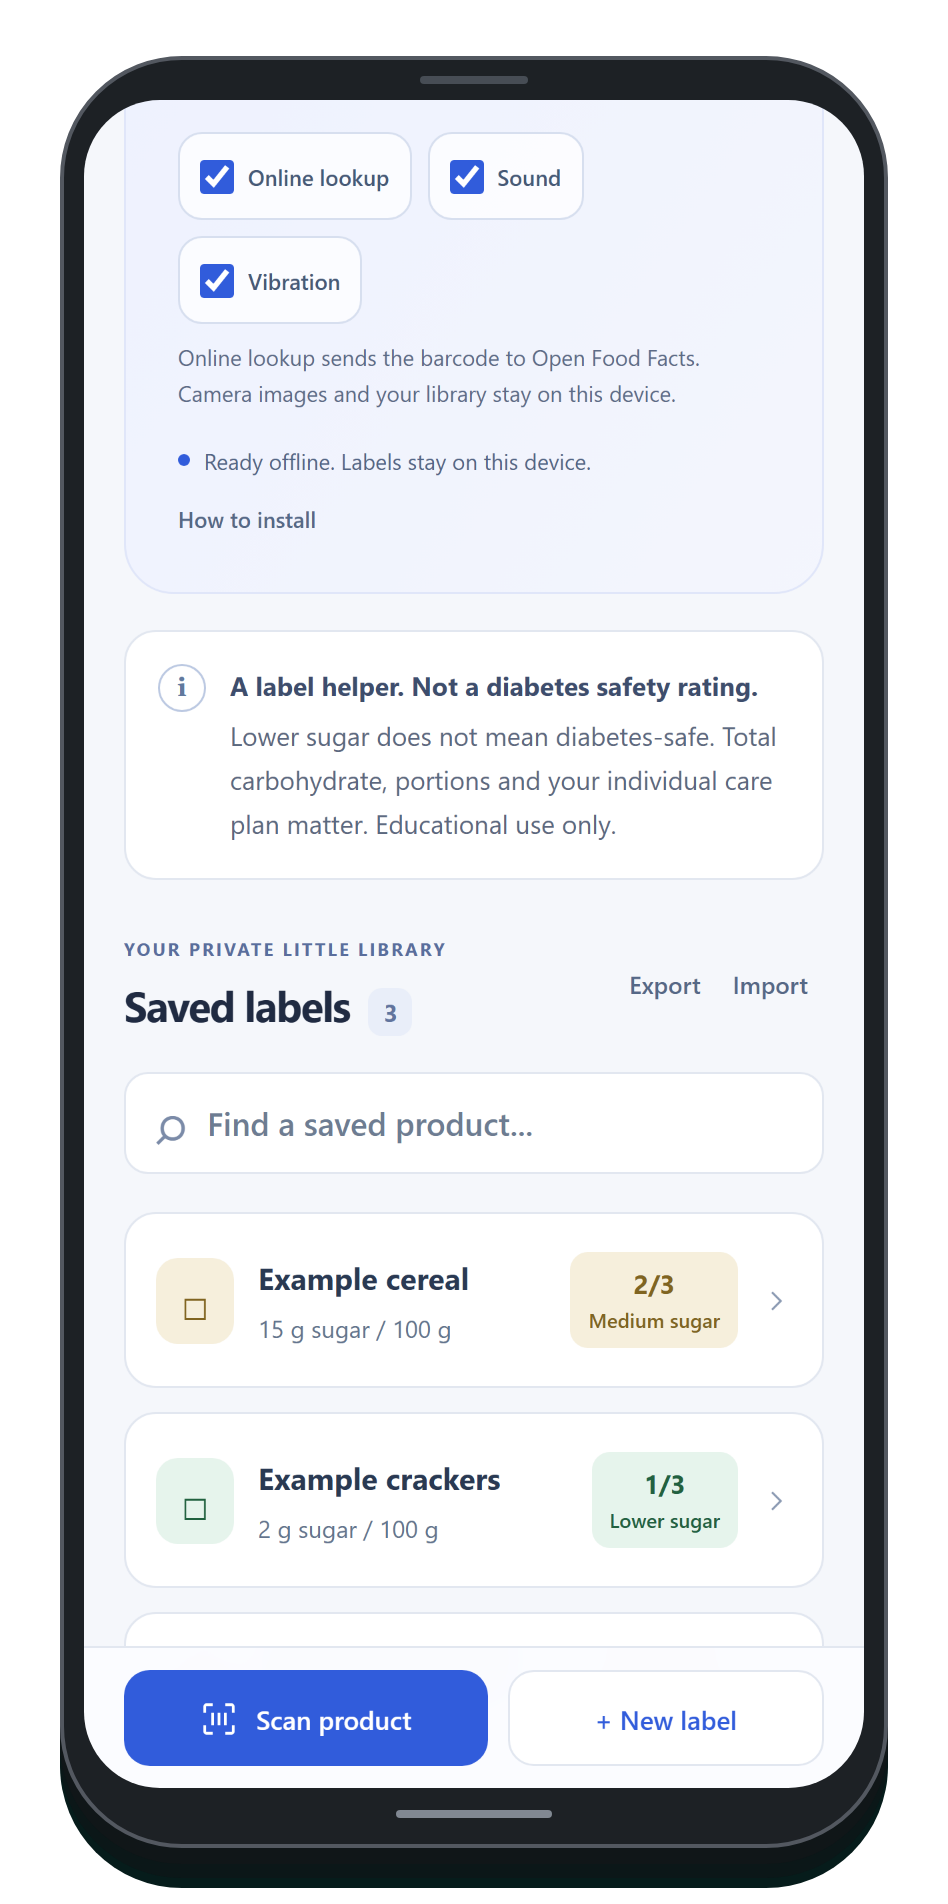 Online lookup
Sound
Vibration
Online lookup sends the barcode to Open Food Facts.
Camera images and your library stay on this device.
Ready offline. Labels stay on this device.
How to install
i
A label helper. Not a diabetes safety rating.
Lower sugar does not mean diabetes-safe. Total
carbohydrate, portions and your individual care
plan matter. Educational use only.
YOUR PRIVATE LITTLE LIBRARY
Saved labels 3
Export Import
Find a saved product...
Example cereal
15 g sugar / 100 g
2/3
Medium sugar
Example crackers
2 g sugar / 100 g
1/3
Lower sugar
Scan product
+ New label